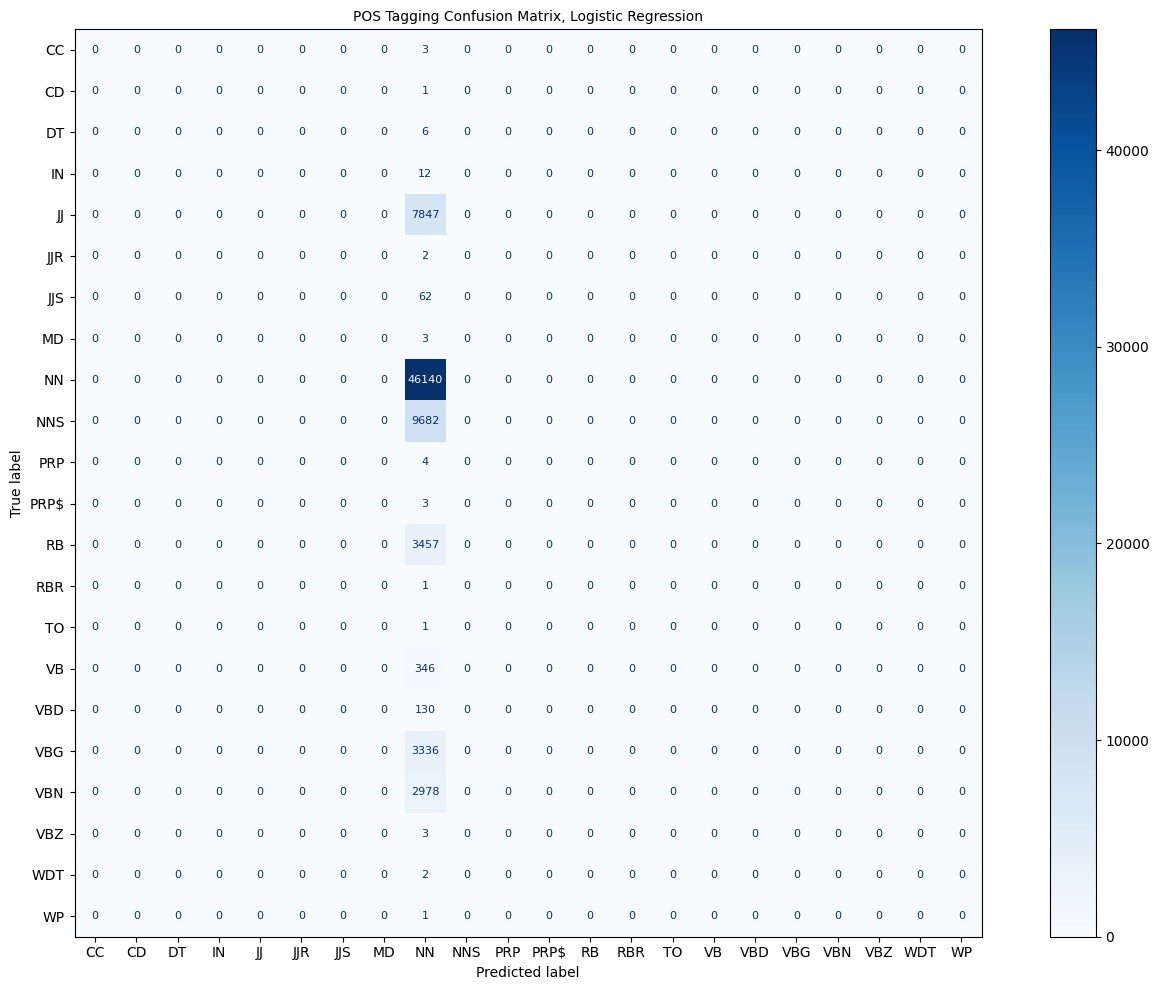 POS Tagging Confusion Matrix, Logistic Regression
CC 0 0 0 0 0 0 0 0 3 0 0 0 0 0 0 0 0 0 0 0 0 0
CD 0 0 0 0 0 0 0 0 1 0 0 0 0 0 0 0 0 0 0 0 0 0
DT 0 0 0 0 0 0 0 0 6 0 0 0 0 0 0 0 0 0 0 0 0 0
IN 0 0 0 0 0 0 0 0 12 0 0 0 0 0 0 0 0 0 0 0 0 0
JJ 0 0 0 0 0 0 0 0 7847 0 0 0 0 0 0 0 0 0 0 0 0 0
JJR 0 0 0 0 0 0 0 0 2 0 0 0 0 0 0 0 0 0 0 0 0 0
JJS 0 0 0 0 0 0 0 0 62 0 0 0 0 0 0 0 0 0 0 0 0 0
MD 0 0 0 0 0 0 0 0 3 0 0 0 0 0 0 0 0 0 0 0 0 0
NN 0 0 0 0 0 0 0 0 46140 0 0 0 0 0 0 0 0 0 0 0 0 0
NNS 0 0 0 0 0 0 0 0 9682 0 0 0 0 0 0 0 0 0 0 0 0 0
PRP 0 0 0 0 0 0 0 0 4 0 0 0 0 0 0 0 0 0 0 0 0 0
PRP$ 0 0 0 0 0 0 0 0 3 0 0 0 0 0 0 0 0 0 0 0 0 0
RB 0 0 0 0 0 0 0 0 3457 0 0 0 0 0 0 0 0 0 0 0 0 0
RBR 0 0 0 0 0 0 0 0 1 0 0 0 0 0 0 0 0 0 0 0 0 0
TO 0 0 0 0 0 0 0 0 1 0 0 0 0 0 0 0 0 0 0 0 0 0
VB 0 0 0 0 0 0 0 0 346 0 0 0 0 0 0 0 0 0 0 0 0 0
VBD 0 0 0 0 0 0 0 0 130 0 0 0 0 0 0 0 0 0 0 0 0 0
VBG 0 0 0 0 0 0 0 0 3336 0 0 0 0 0 0 0 0 0 0 0 0 0
VBN 0 0 0 0 0 0 0 0 2978 0 0 0 0 0 0 0 0 0 0 0 0 0
VBZ 0 0 0 0 0 0 0 0 3 0 0 0 0 0 0 0 0 0 0 0 0 0
WDT 0 0 0 0 0 0 0 0 2 0 0 0 0 0 0 0 0 0 0 0 0 0
WP 0 0 0 0 0 0 0 0 1 0 0 0 0 0 0 0 0 0 0 0 0 0
CC CD DT IN JJ JJR JJS MD NN NNS PRP PRP$ RB RBR TO VB VBD VBG VBN VBZ WDT WP
Predicted label
True label
40000
30000
20000
10000
0